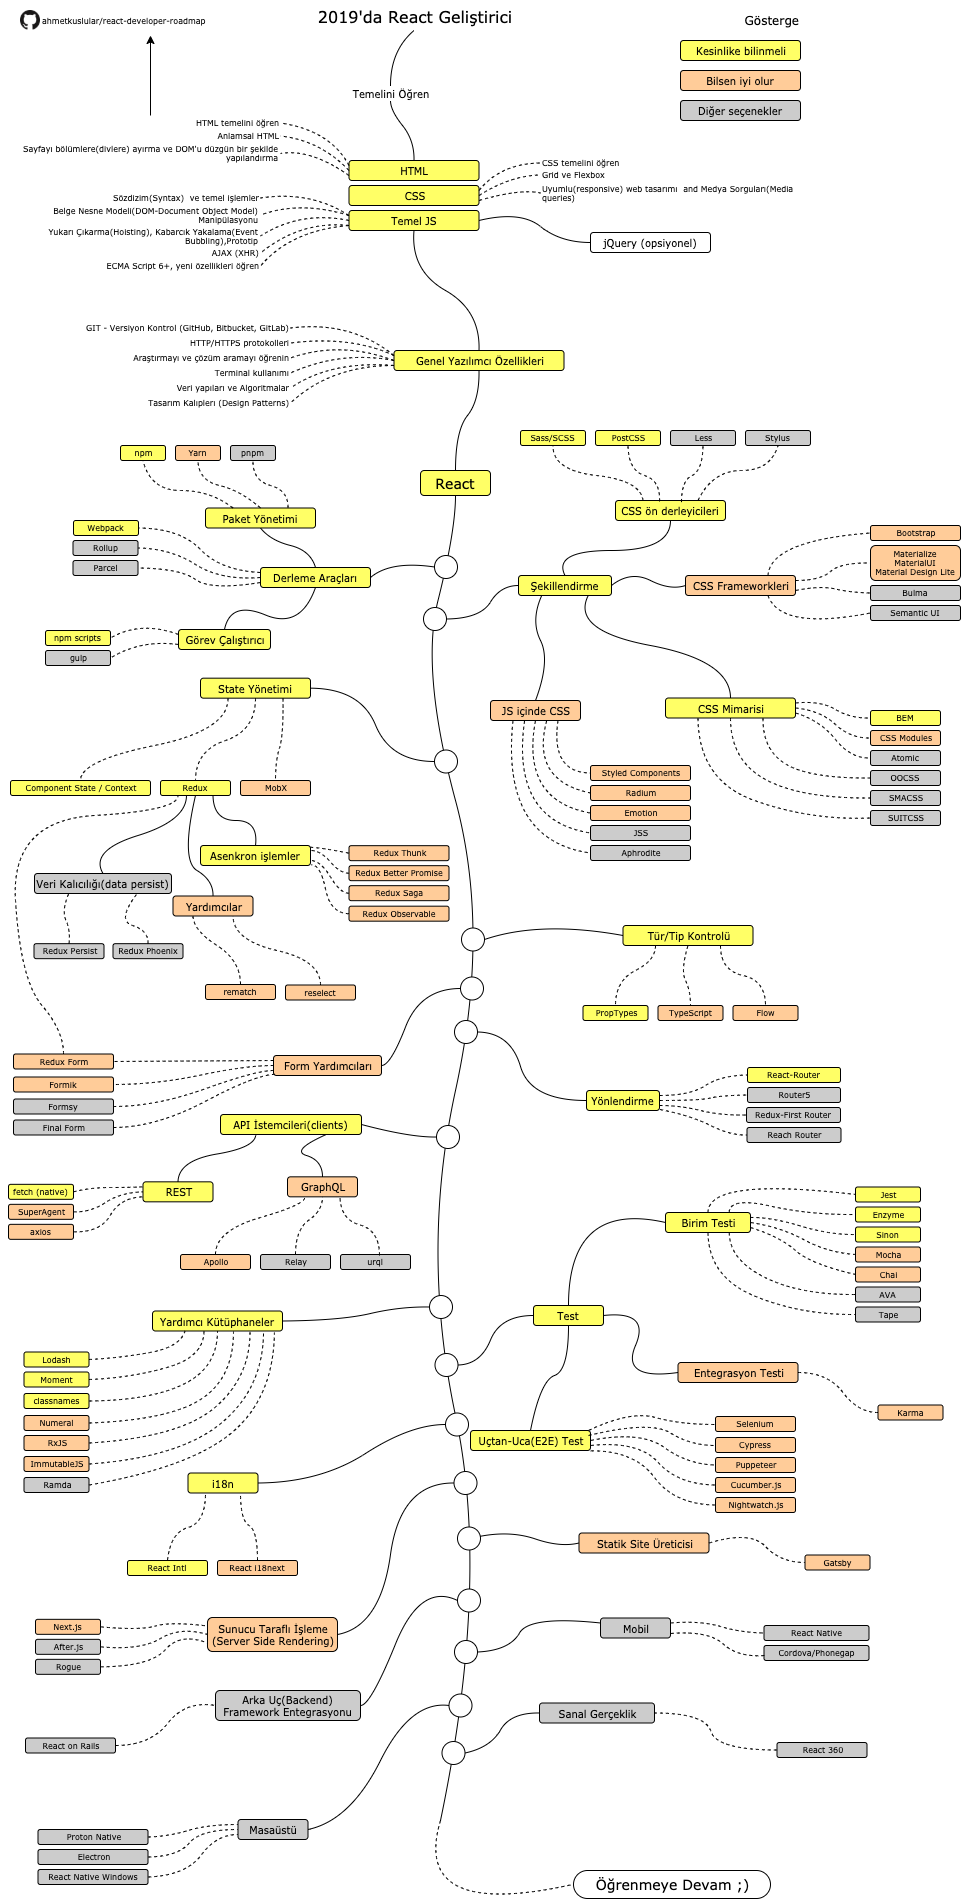 ahmetkuslular/react-developer-roadmap
2019'da React Geliştirici
Gösterge
Kesinlikle bilinmeli
Bilsen iyi olur
Diğer seçenekler
Temelini Öğren
HTML temelini öğren
Anlamsal HTML
Sayfayı bölümlere(divlere) ayırma ve DOM'u düzgün bir şekilde
yapılandırma
HTML
CSS
Temel JS
CSS temelini öğren
Grid ve Flexbox
Uyumlu(responsive) web tasarımı ve Medya Sorguları(Media
queries)
Sözdizim(Syntax) ve temel işlemler
Belge Nesne Modeli(DOM-Document Object Model)
Manipülasyonu
Yukarı Çıkarma(Hoisting), Kabarcık Yakalama(Event
Bubbling),Prototip
AJAX (XHR)
ECMA Script 6+, yeni özellikleri öğren
jQuery (opsiyonel)
GIT - Versiyon Kontrol (GitHub, Bitbucket, GitLab)
HTTP/HTTPS protokolleri
Araştırmayı ve çözüm aramayı öğrenin
Terminal kullanımı
Veri yapıları ve Algoritmalar
Tasarım Kalıpları (Design Patterns)
Genel Yazılımcı Özellikleri
React
npm
Yarn
pnpm
Paket Yönetimi
Webpack
Rollup
Parcel
Derleme Araçları
Görev Çalıştırıcı
npm scripts
gulp
Sass/SCSS
PostCSS
Less
Stylus
CSS ön derleyicileri
Şekillendirme
CSS Frameworkleri
Bootstrap
Materialize
MaterialUI
Material Design Lite
Bulma
Semantic UI
JS içinde CSS
Styled Components
Radium
Emotion
JSS
Aphrodite
CSS Mimarisi
BEM
CSS Modules
Atomic
OOCSS
SMACSS
SUITCSS
State Yönetimi
Component State / Context
Redux
MobX
Asenkron işlemler
Redux Thunk
Redux Better Promise
Redux Saga
Redux Observable
Veri Kalıcılığı(data persist)
Yardımcılar
Redux Persist
Redux Phoenix
rematch
reselect
Tür/Tip Kontrolü
PropTypes
TypeScript
Flow
Form Yardımcıları
Redux Form
Formik
Formsy
Final Form
Yönlendirme
React-Router
Router5
Redux-First Router
Reach Router
API İstemcileri(clients)
REST
GraphQL
fetch (native)
SuperAgent
axios
Apollo
Relay
urql
Birim Testi
Jest
Enzyme
Sinon
Mocha
Chai
AVA
Tape
Test
Entegrasyon Testi
Karma
Uçtan-Uca(E2E) Test
Selenium
Cypress
Puppeteer
Cucumber.js
Nightwatch.js
Yardımcı Kütüphaneler
Lodash
Moment
classnames
Numeral
RxJS
ImmutableJS
Ramda
i18n
React Intl
React i18next
Statik Site Üreticisi
Gatsby
Sunucu Taraflı İşleme
(Server Side Rendering)
Next.js
After.js
Rogue
Mobil
React Native
Cordova/Phonegap
Arka Uç(Backend)
Framework Entegrasyonu
React on Rails
Sanal Gerçeklik
React 360
Masaüstü
Proton Native
Electron
React Native Windows
Öğrenmeye Devam ;)